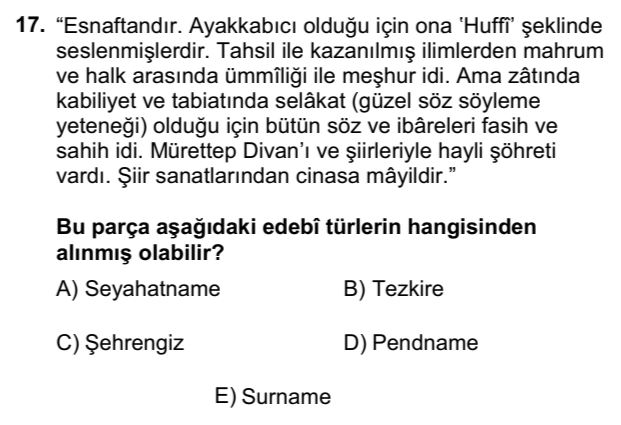 17. “Esnaftandır. Ayakkabıcı olduğu için ona ‘Huffî’ şeklinde
seslenmişlerdir. Tahsil ile kazanılmış ilimlerden mahrum
ve halk arasında ümmîliği ile meşhur idi. Ama zâtında
kabiliyet ve tabiatında selâkat (güzel söz söyleme
yeteneği) olduğu için bütün söz ve ibâreleri fasih ve
sahih idi. Mürettep Divan’ı ve şiirleriyle hayli şöhreti
vardı. Şiir sanatlarından cinasa mâyildir.”
Bu parça aşağıdaki edebî türlerin hangisinden
alınmış olabilir?
A) Seyahatname B) Tezkire
C) Şehrengiz D) Pendname
E) Surname